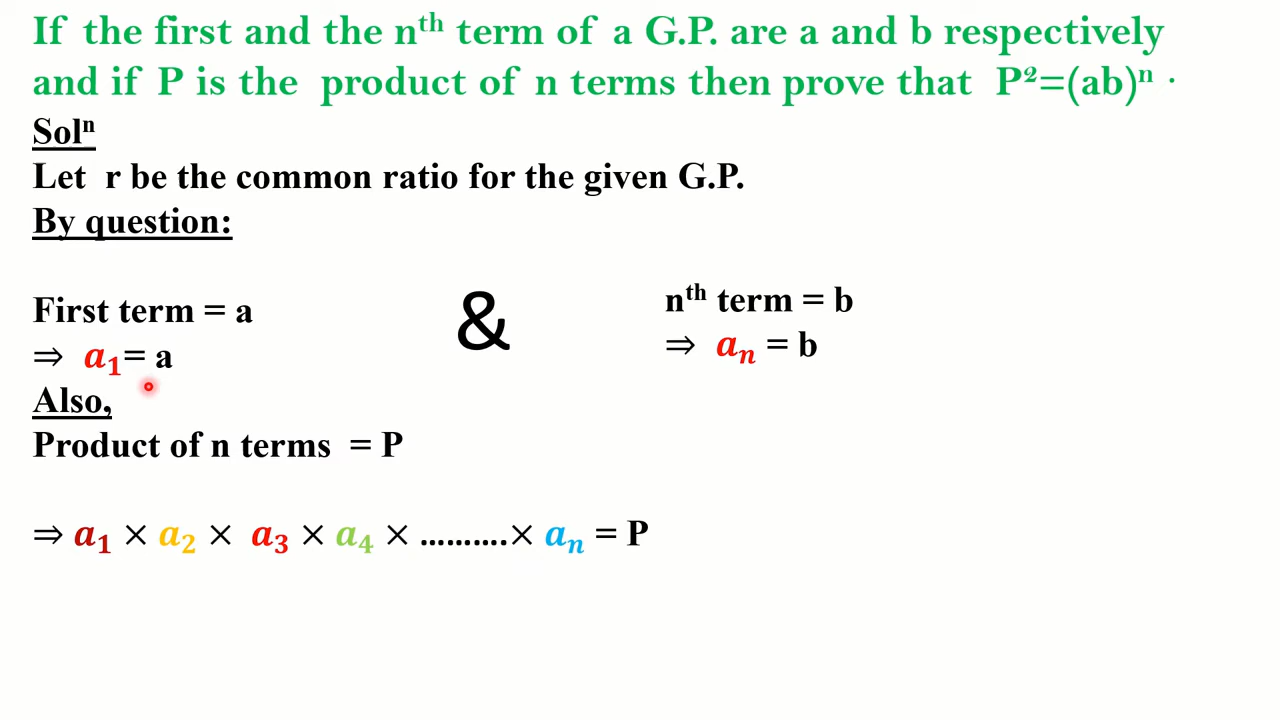 If the first and the nᵗʰ term of a G.P. are a and b respectively
and if P is the product of n terms then prove that P²=(ab)ⁿ ·
Solⁿ
Let r be the common ratio for the given G.P.
By question:
First term = a
⇒ a₁= a
&
nᵗʰ term = b
⇒ aₙ = b
Also,
Product of n terms = P
⇒ a₁ × a₂ × a₃ × a₄ × ..........× aₙ = P